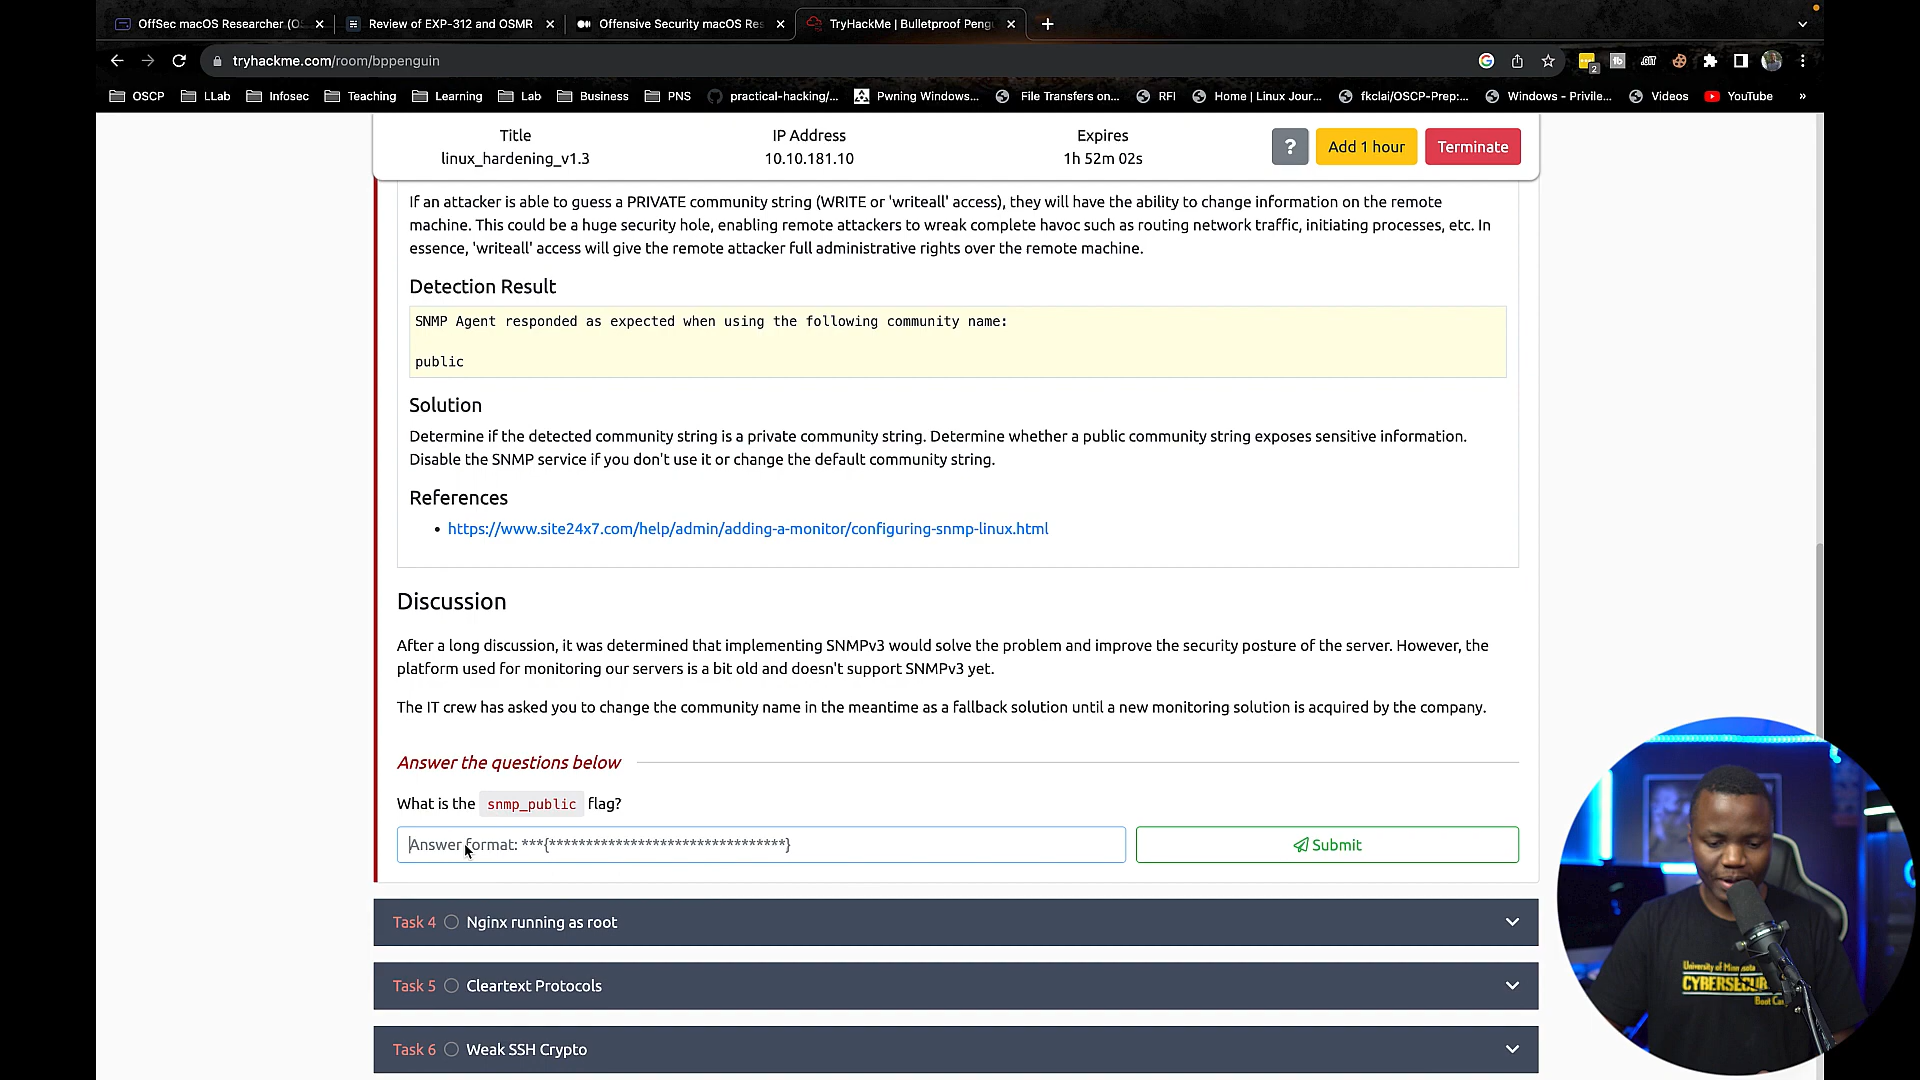 OffSec macOS Researcher (O
Review of EXP-312 and OSMR
Offensive Security macOS Res
TryHackMe | Bulletproof Peng
tryhackme.com/room/bppenguin
2
OSCP
LLab
Infosec
Teaching
Learning
Lab
Business
PNS
practical-hacking/...
Pwning Windows...
File Transfers on...
RFI
Home | Linux Jour...
fkclai/OSCP-Prep:...
Windows - Privile...
Videos
YouTube
»
Title
linux_hardening_v1.3
IP Address
10.10.181.10
Expires
1h 52m 02s
?
Add 1 hour
Terminate
If an attacker is able to guess a PRIVATE community string (WRITE or 'writeall' access), they will have the ability to change information on the remote
machine. This could be a huge security hole, enabling remote attackers to wreak complete havoc such as routing network traffic, initiating processes, etc. In
essence, 'writeall' access will give the remote attacker full administrative rights over the remote machine.
Detection Result
SNMP Agent responded as expected when using the following community name:
public
Solution
Determine if the detected community string is a private community string. Determine whether a public community string exposes sensitive information.
Disable the SNMP service if you don't use it or change the default community string.
References
• https://www.site24x7.com/help/admin/adding-a-monitor/configuring-snmp-linux.html
Discussion
After a long discussion, it was determined that implementing SNMPv3 would solve the problem and improve the security posture of the server. However, the
platform used for monitoring our servers is a bit old and doesn't support SNMPv3 yet.
The IT crew has asked you to change the community name in the meantime as a fallback solution until a new monitoring solution is acquired by the company.
Answer the questions below
What is the snmp_public flag?
Answer format: ***{********************************}
Submit
Task 4 Nginx running as root
Task 5 Cleartext Protocols
Task 6 Weak SSH Crypto
University of
CYBERSECUR
Boot Ca